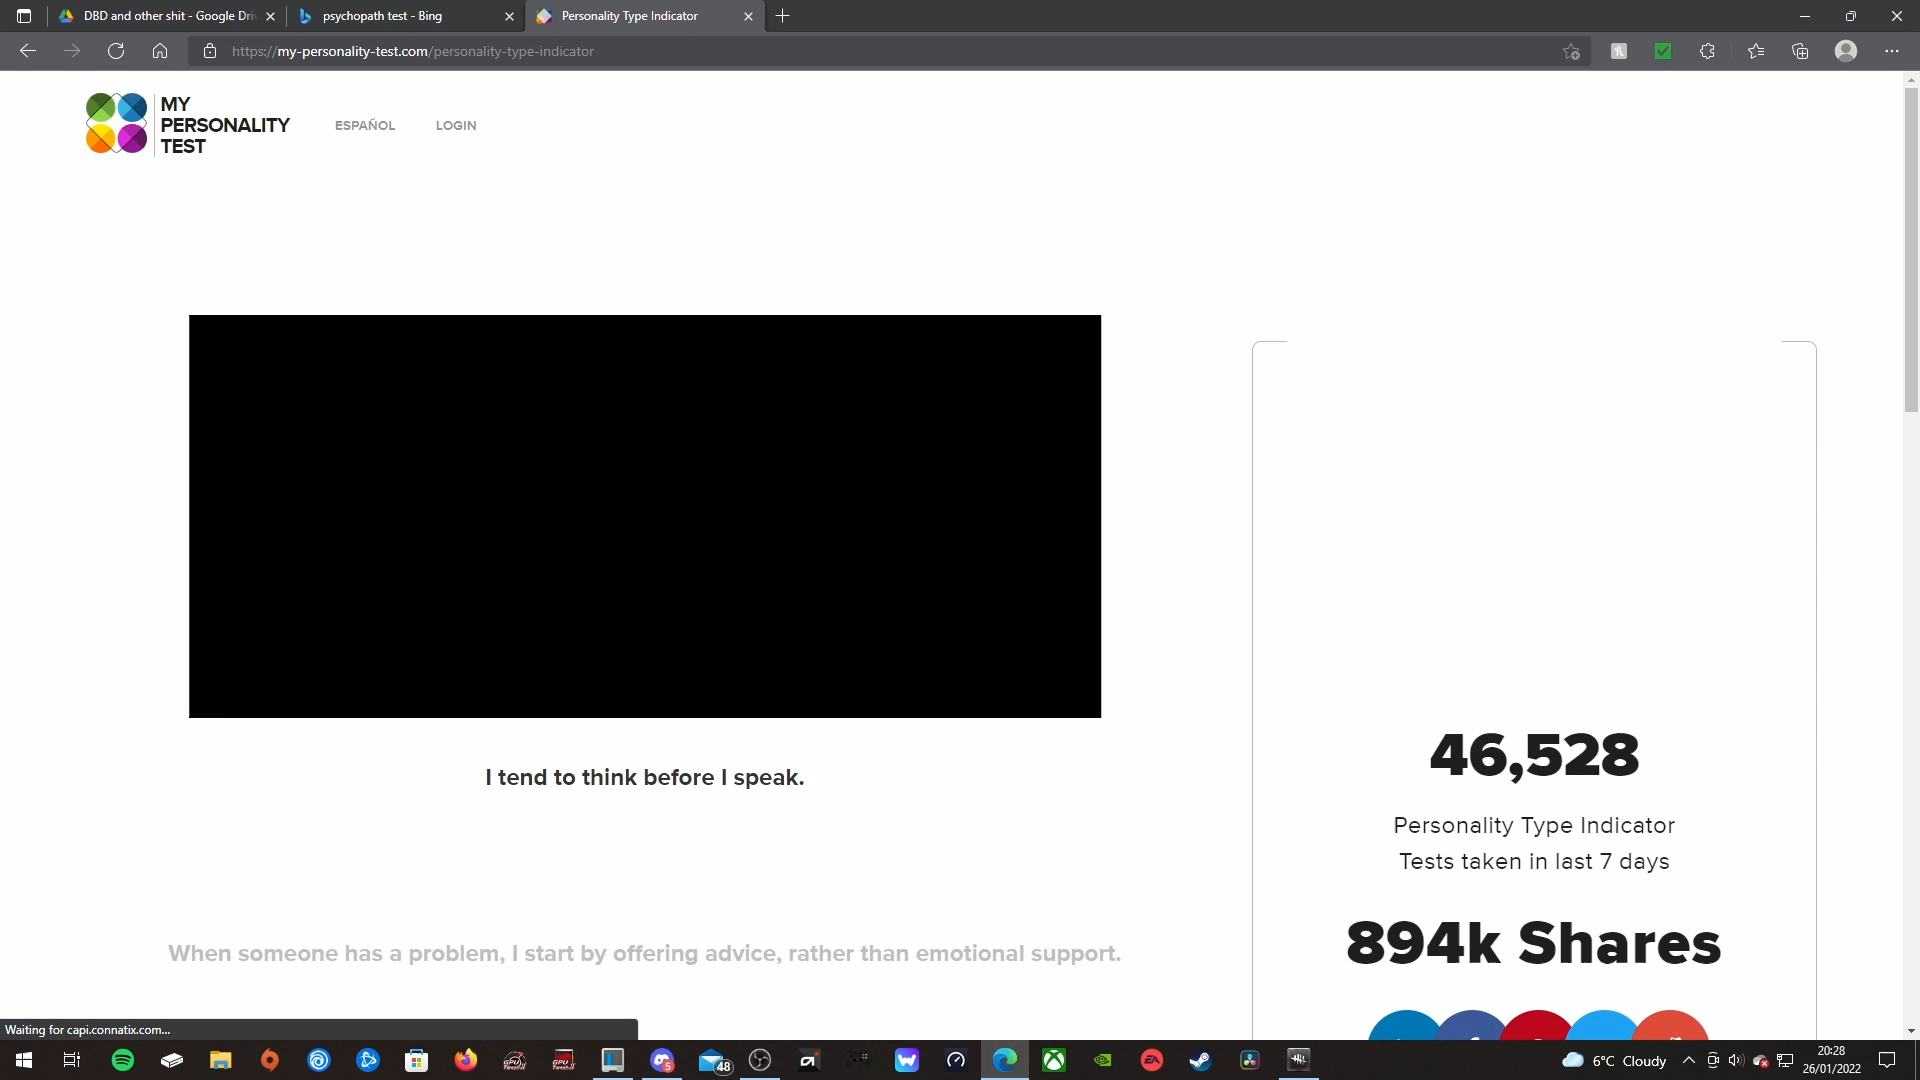 DBD and other shit - Google Dri
psychopath test - Bing
Personality Type Indicator
https://my-personality-test.com/personality-type-indicator
MY
PERSONALITY
TEST
ESPAÑOL
LOGIN
I tend to think before I speak.
When someone has a problem, I start by offering advice, rather than emotional support.
46,528
Personality Type Indicator
Tests taken in last 7 days
894k Shares
Waiting for capi.connatix.com...
5
48
EA
6°C Cloudy
20:28
26/01/2022